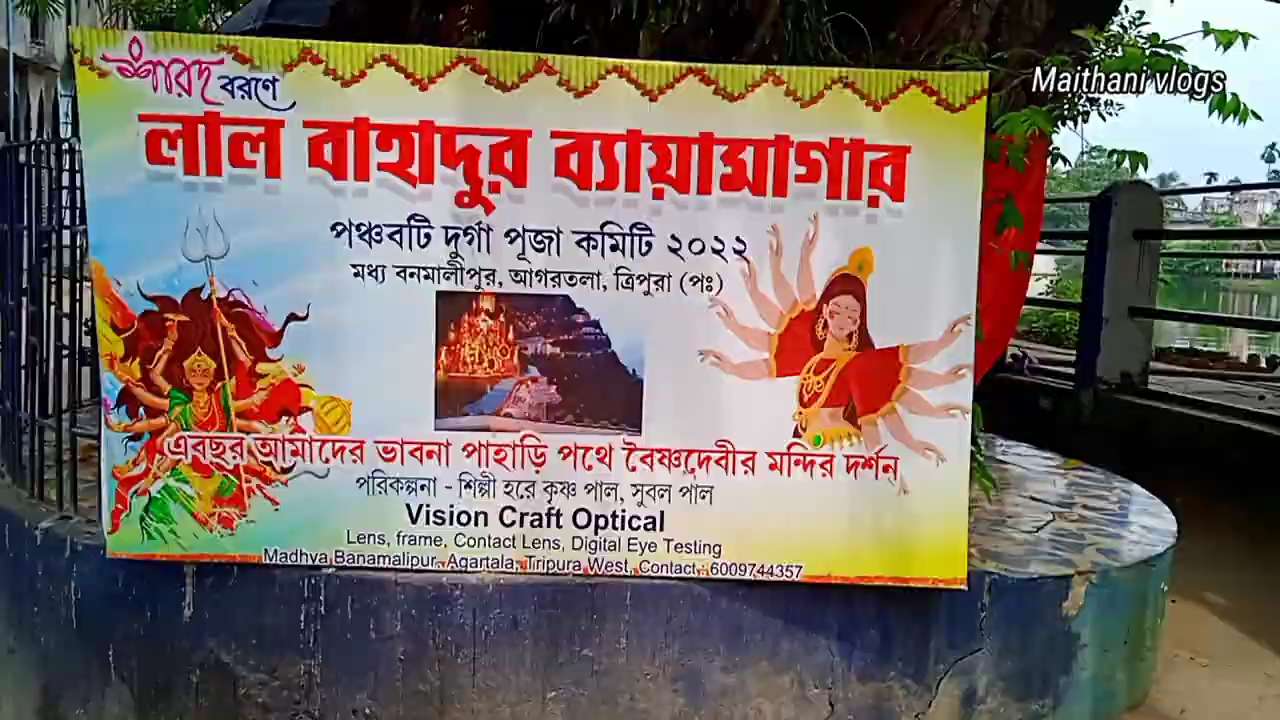 শারদ বরণে
Maithani vlogs
লাল বাহাদুর ব্যায়ামাগার
পঞ্চবটি দুর্গা পূজা কমিটি ২০২২
মধ্য বনমালীপুর, আগরতলা, ত্রিপুরা (পঃ)
এবছর আমাদের ভাবনা পাহাড়ি পথে বৈষ্ণদেবীর মন্দির দর্শন
পরিকল্পনা - শিল্পী হরে কৃষ্ণ পাল, সুবল পাল
Vision Craft Optical
Lens, frame, Contact Lens, Digital Eye Testing
Madhya Banamalipur, Agartala, Tripura West, Contact : 6009744357